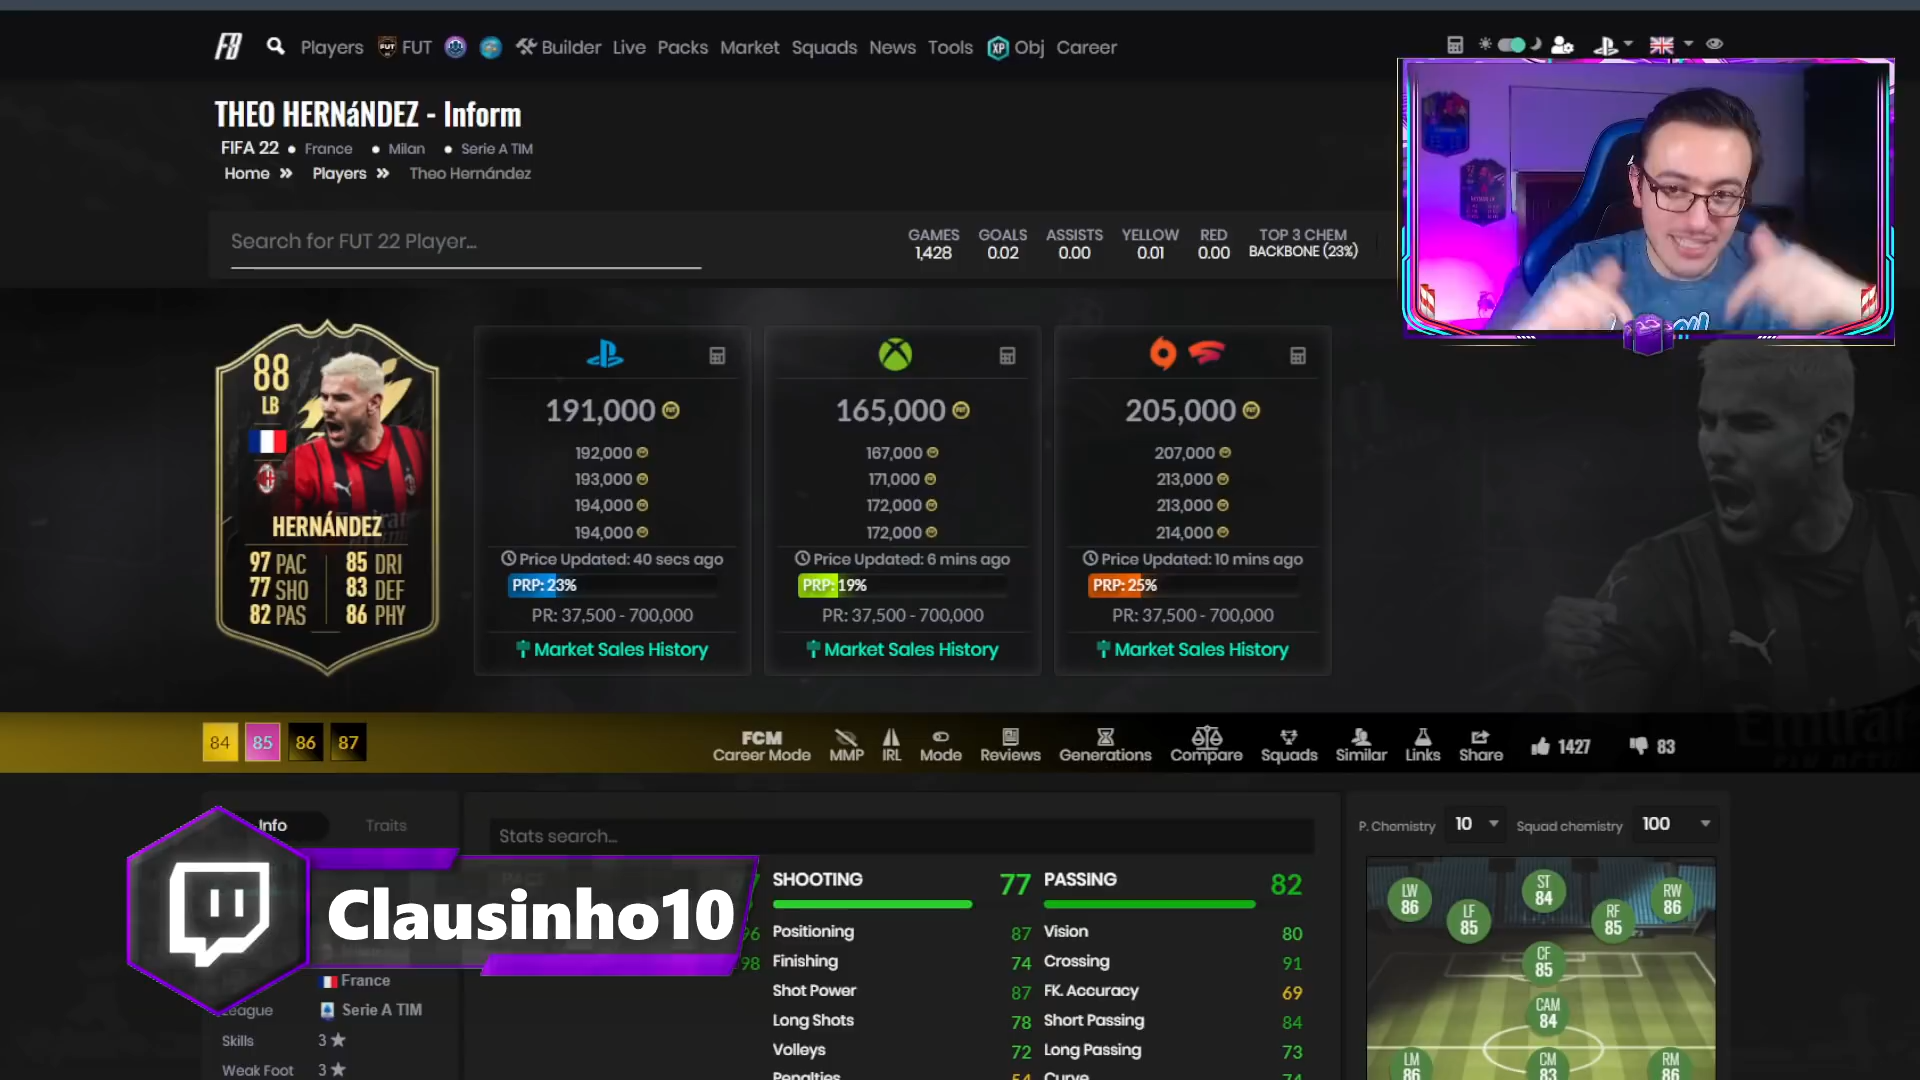 Players FUT Builder Live Packs Market Squads News Tools XP Obj Career
THEO HERNáNDEZ - Inform
FIFA 22 • France • Milan • Serie A TIM
Home » Players » Theo Hernández
Search for FUT 22 Player...
GAMES GOALS ASSISTS YELLOW RED TOP 3 CHEM
1,428 0.02 0.00 0.01 0.00 BACKBONE (23%)
88
LB
HERNÁNDEZ
97 PAC 85 DRI
77 SHO 83 DEF
82 PAS 86 PHY
191,000
192,000
193,000
194,000
194,000
Price Updated: 40 secs ago
PRP: 23%
PR: 37,500 - 700,000
Market Sales History
165,000
167,000
171,000
172,000
172,000
Price Updated: 6 mins ago
PRP: 19%
PR: 37,500 - 700,000
Market Sales History
205,000
207,000
213,000
213,000
214,000
Price Updated: 10 mins ago
PRP: 25%
PR: 37,500 - 700,000
Market Sales History
84 85 86 87
FCM
Career Mode MMP IRL Mode Reviews Generations Compare Squads Similar Links Share 1427 83
Info Traits
Clausinho10
France
League Serie A TIM
Skills 3
Weak Foot 3
Stats search...
96
98
SHOOTING 77
Positioning 87
Finishing 74
Shot Power 87
Long Shots 78
Volleys 72
Penalties 54
PASSING 82
Vision 80
Crossing 91
FK. Accuracy 69
Short Passing 84
Long Passing 73
Curve 74
P. Chemistry 10 Squad chemistry 100
LW 86
LF 85
ST 84
RF 85
RW 86
CF 85
CAM 84
LM 86
CM 83
RM 86